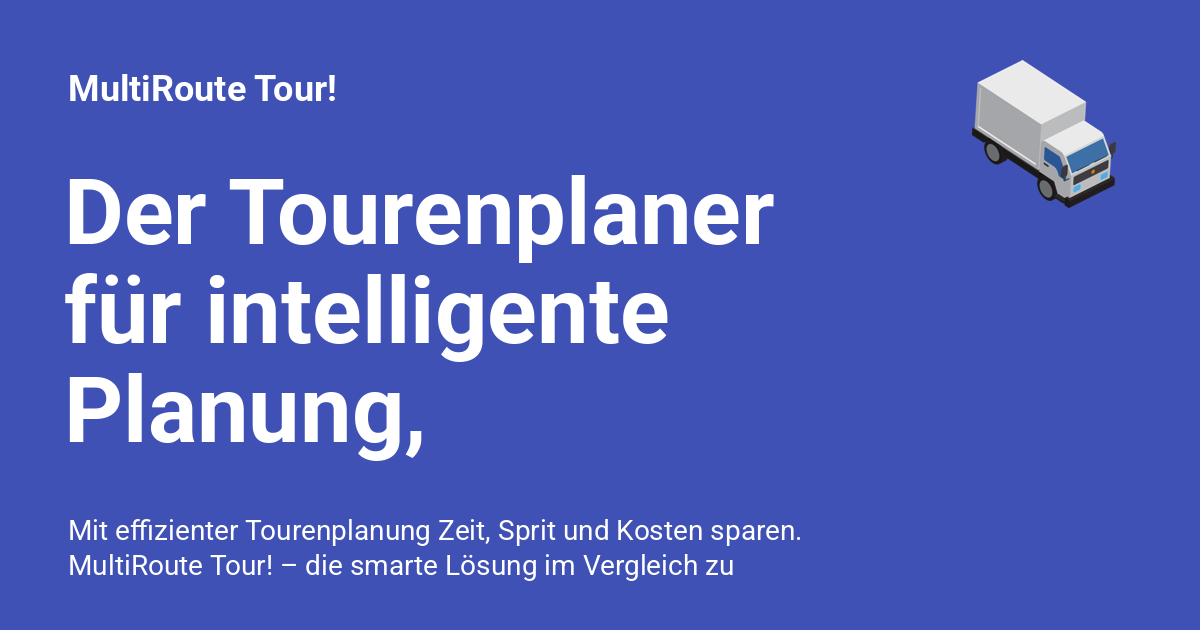 MultiRoute Tour!
Der Tourenplaner
für intelligente
Planung,
Mit effizienter Tourenplanung Zeit, Sprit und Kosten sparen.
MultiRoute Tour! – die smarte Lösung im Vergleich zu